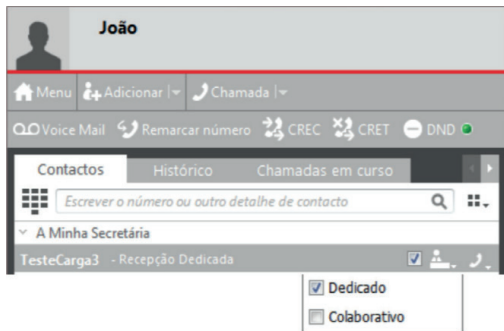 João
Menu Adicionar Chamada
Voice Mail Remarcar número CREC CRET DND
Contactos Histórico Chamadas em curso
Escrever o número ou outro detalhe de contacto
A Minha Secretária
TesteCarga3 - Recepção Dedicada
Dedicado
Colaborativo